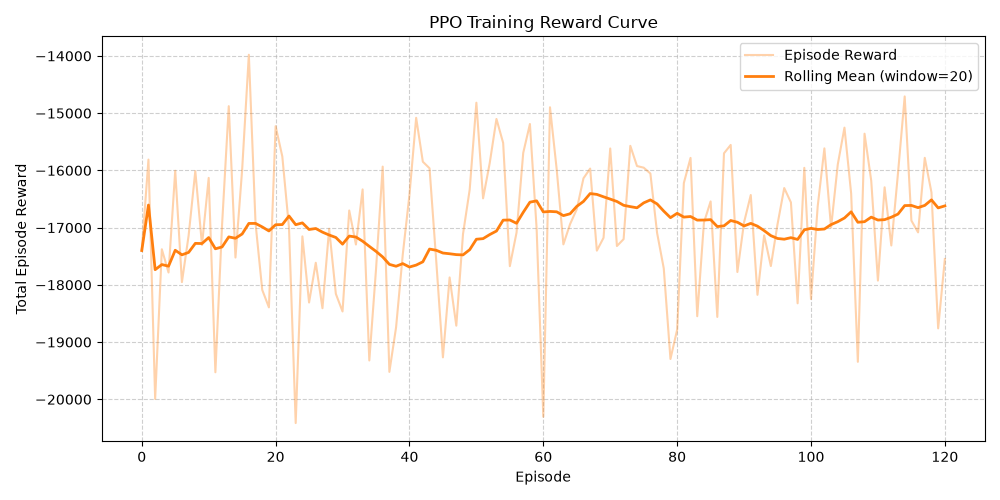 PPO Training Reward Curve
Episode Reward
Rolling Mean (window=20)
Total Episode Reward
−14000
−15000
−16000
−17000
−18000
−19000
−20000
0
20
40
60
80
100
120
Episode